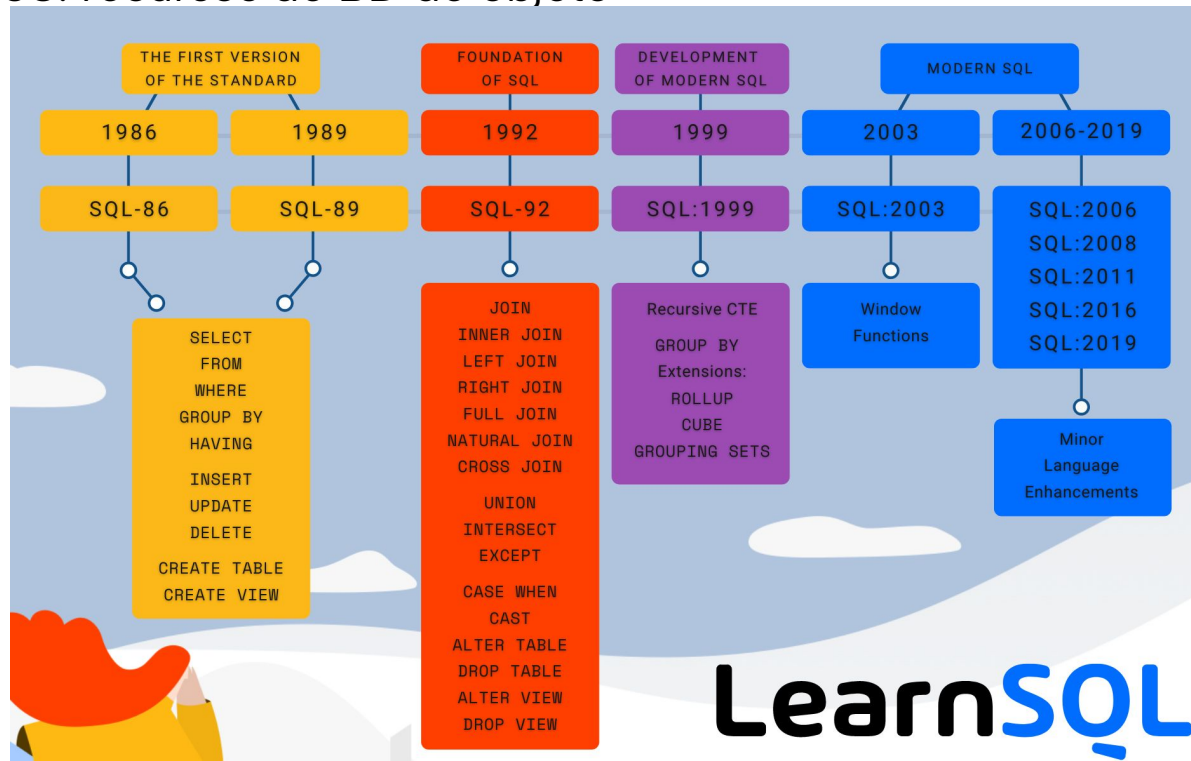 recursos de BD de objeto
THE FIRST VERSION
OF THE STANDARD
FOUNDATION
OF SQL
DEVELOPMENT
OF MODERN SQL
MODERN SQL
1986
1989
1992
1999
2003
2006-2019
SQL-86
SQL-89
SQL-92
SQL:1999
SQL:2003
SQL:2006
SQL:2008
SQL:2011
SQL:2016
SQL:2019
SELECT
FROM
WHERE
GROUP BY
HAVING
INSERT
UPDATE
DELETE
CREATE TABLE
CREATE VIEW
JOIN
INNER JOIN
LEFT JOIN
RIGHT JOIN
FULL JOIN
NATURAL JOIN
CROSS JOIN
UNION
INTERSECT
EXCEPT
CASE WHEN
CAST
ALTER TABLE
DROP TABLE
ALTER VIEW
DROP VIEW
Recursive CTE
GROUP BY
Extensions:
ROLLUP
CUBE
GROUPING SETS
Window
Functions
Minor
Language
Enhancements
LearnSQL